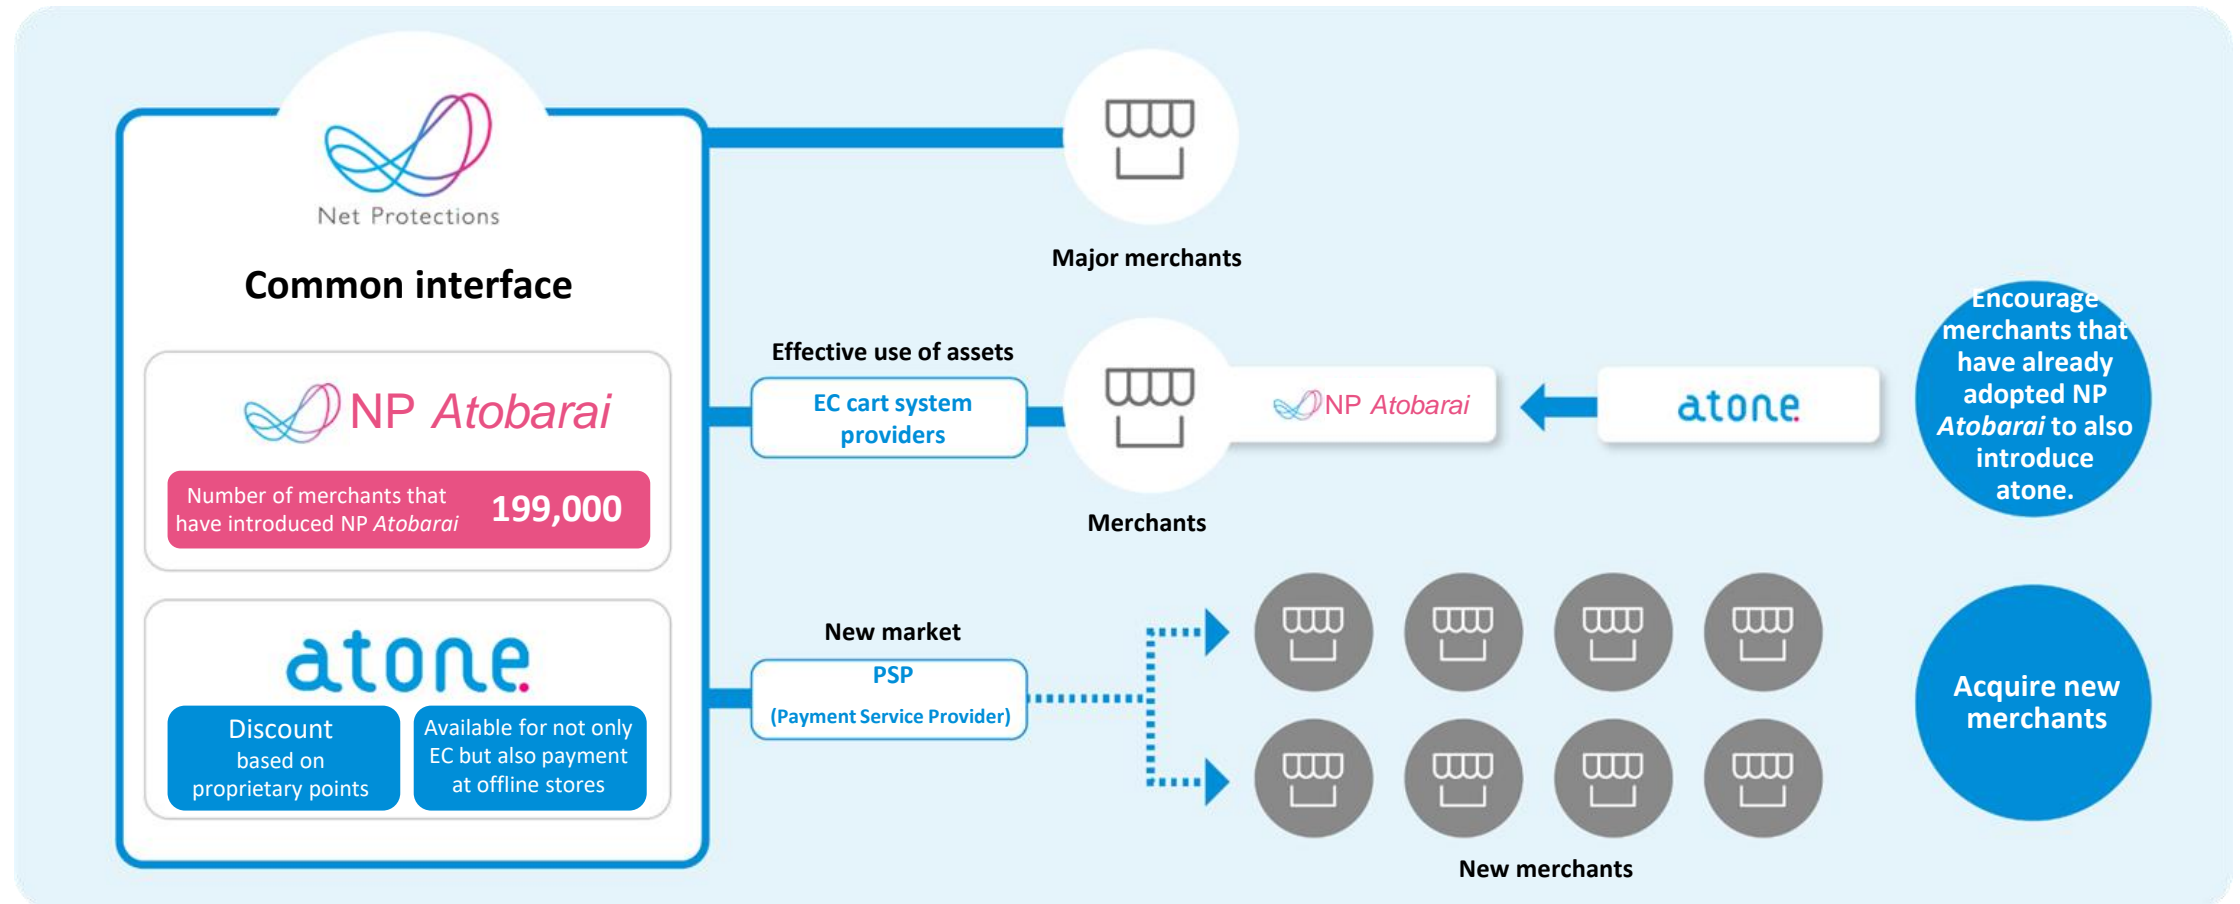 Net Protections
Common interface
NP Atobarai
Number of merchants that
have introduced NP Atobarai
199,000
atone.
Discount
based on
proprietary points
Available for not only
EC but also payment
at offline stores
Major merchants
Effective use of assets
EC cart system
providers
Merchants
NP Atobarai
atone.
Encourage
merchants that
have already
adopted NP
Atobarai to also
introduce
atone.
New market
PSP
(Payment Service Provider)
New merchants
Acquire new
merchants